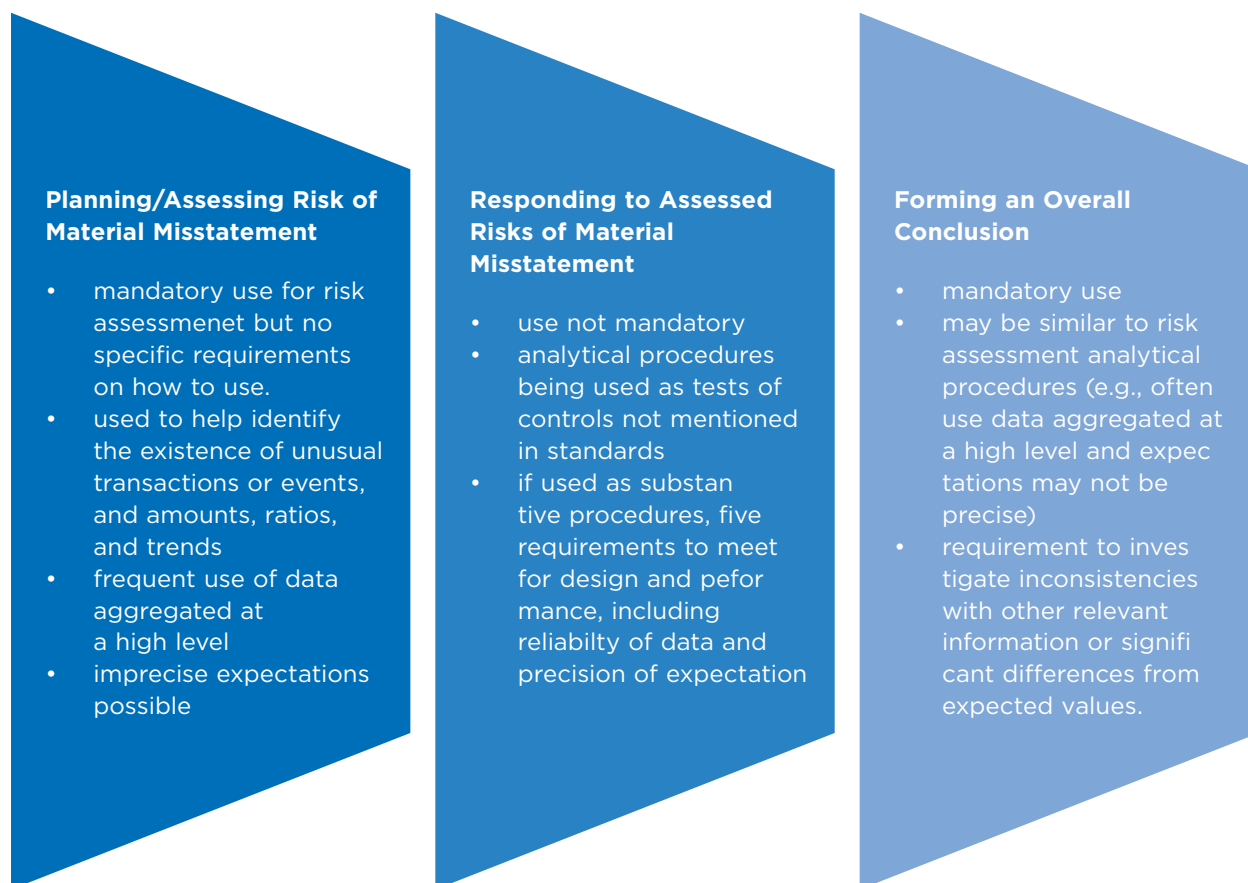 Planning/Assessing Risk of
Material Misstatement
• mandatory use for risk
assessmenet but no
specific requirements
on how to use.
• used to help identify
the existence of unusual
transactions or events,
and amounts, ratios,
and trends
• frequent use of data
aggregated at
a high level
• imprecise expectations
possible
Responding to Assessed
Risks of Material
Misstatement
• use not mandatory
• analytical procedures
being used as tests of
controls not mentioned
in standards
• if used as substan
tive procedures, five
requirements to meet
for design and pefor
mance, including
reliabilty of data and
precision of expectation
Forming an Overall
Conclusion
• mandatory use
• may be similar to risk
assessment analytical
procedures (e.g., often
use data aggregated at
a high level and expec
tations may not be
precise)
• requirement to inves
tigate inconsistencies
with other relevant
information or signifi
cant differences from
expected values.